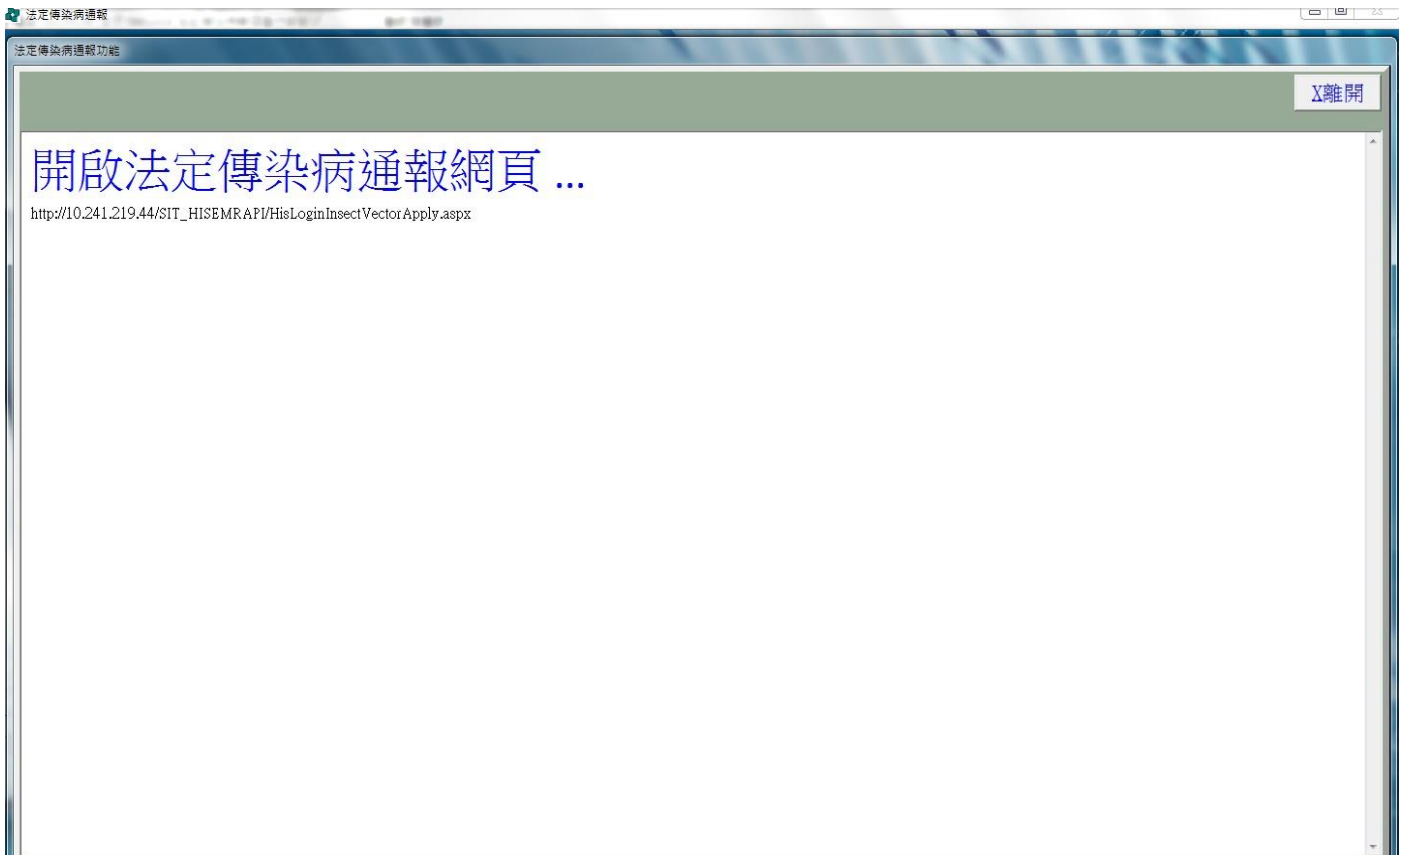 法定傳染病通報
法定傳染病通報功能
X離開
開啟法定傳染病通報網頁 ...
http://10.241.219.44/SIT_HISEMRAPI/HisLoginInsectVectorApply.aspx